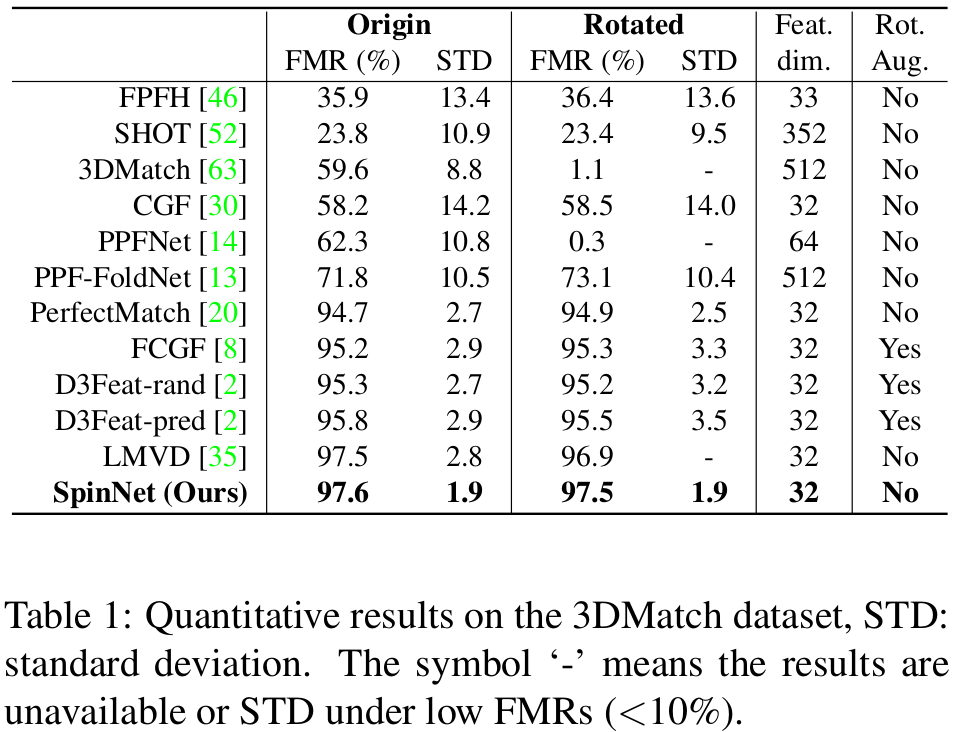 Origin Rotated Feat. Rot.
FMR (%) STD FMR (%) STD dim. Aug.
FPFH [46] 35.9 13.4 36.4 13.6 33 No
SHOT [52] 23.8 10.9 23.4 9.5 352 No
3DMatch [63] 59.6 8.8 1.1 - 512 No
CGF [30] 58.2 14.2 58.5 14.0 32 No
PPFNet [14] 62.3 10.8 0.3 - 64 No
PPF-FoldNet [13] 71.8 10.5 73.1 10.4 512 No
PerfectMatch [20] 94.7 2.7 94.9 2.5 32 No
FCGF [8] 95.2 2.9 95.3 3.3 32 Yes
D3Feat-rand [2] 95.3 2.7 95.2 3.2 32 Yes
D3Feat-pred [2] 95.8 2.9 95.5 3.5 32 Yes
LMVD [35] 97.5 2.8 96.9 - 32 No
SpinNet (Ours) 97.6 1.9 97.5 1.9 32 No
Table 1: Quantitative results on the 3DMatch dataset, STD:
standard deviation. The symbol ‘-’ means the results are
unavailable or STD under low FMRs (<10%).